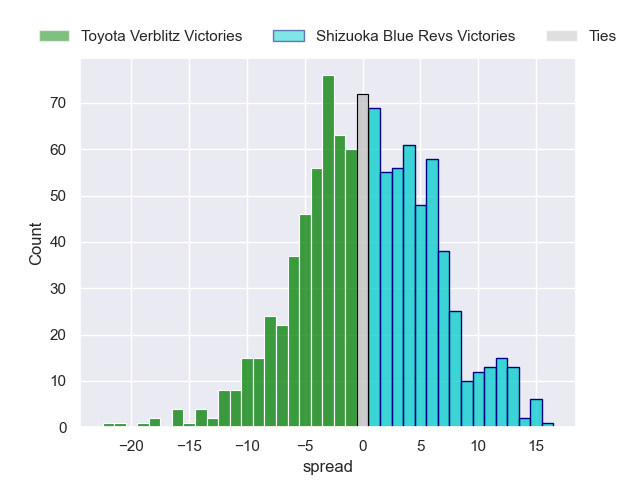 Toyota Verblitz Victories Shizuoka Blue Revs Victories Ties
70
60
50
40
30
20
10
0
Count
−20 −15 −10 −5 0 5 10 15
spread